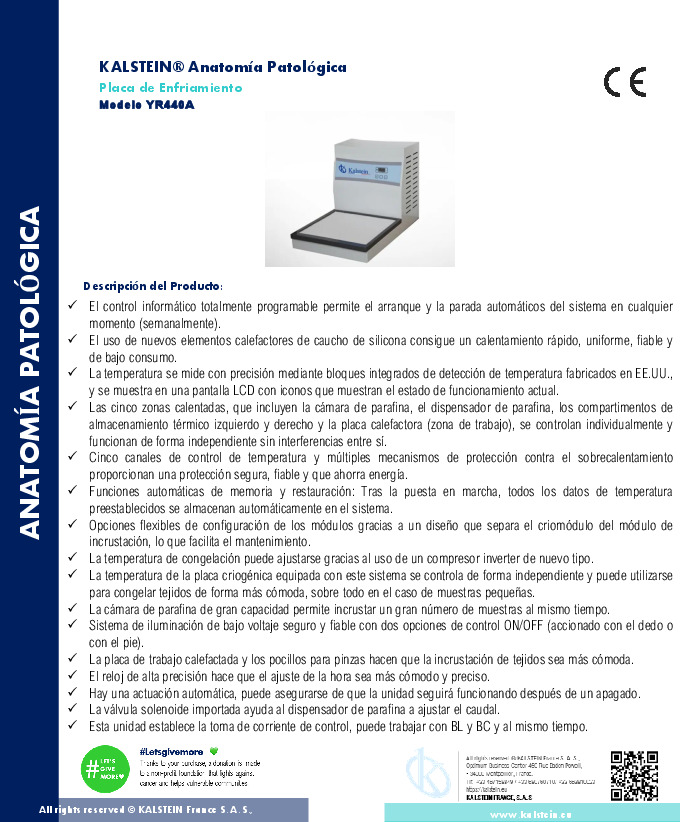 KALSTEIN® Anatomía Patológica
Placa de Enfriamiento
Modelo YR440A
CE
Kalstein
ANATOMÍA PATOLÓGICA
Descripción del Producto:
✓ El control informático totalmente programable permite el arranque y la parada automáticos del sistema en cualquier
momento (semanalmente).
✓ El uso de nuevos elementos calefactores de caucho de silicona consigue un calentamiento rápido, uniforme, fiable y
de bajo consumo.
✓ La temperatura se mide con precisión mediante bloques integrados de detección de temperatura fabricados en EE.UU.,
y se muestra en una pantalla LCD con iconos que muestran el estado de funcionamiento actual.
✓ Las cinco zonas calentadas, que incluyen la cámara de parafina, el dispensador de parafina, los compartimentos de
almacenamiento térmico izquierdo y derecho y la placa calefactora (zona de trabajo), se controlan individualmente y
funcionan de forma independiente sin interferencias entre sí.
✓ Cinco canales de control de temperatura y múltiples mecanismos de protección contra el sobrecalentamiento
proporcionan una protección segura, fiable y que ahorra energía.
✓ Funciones automáticas de memoria y restauración: Tras la puesta en marcha, todos los datos de temperatura
preestablecidos se almacenan automáticamente en el sistema.
✓ Opciones flexibles de configuración de los módulos gracias a un diseño que separa el criomódulo del módulo de
incrustación, lo que facilita el mantenimiento.
✓ La temperatura de congelación puede ajustarse gracias al uso de un compresor inverter de nuevo tipo.
✓ La temperatura de la placa criogénica equipada con este sistema se controla de forma independiente y puede utilizarse
para congelar tejidos de forma más cómoda, sobre todo en el caso de muestras pequeñas.
✓ La cámara de parafina de gran capacidad permite incrustar un gran número de muestras al mismo tiempo.
✓ Sistema de iluminación de bajo voltaje seguro y fiable con dos opciones de control ON/OFF (accionado con el dedo o
con el pie).
✓ La placa de trabajo calefactada y los pocillos para pinzas hacen que la incrustación de tejidos sea más cómoda.
✓ El reloj de alta precisión hace que el ajuste de la hora sea más cómodo y preciso.
✓ Hay una actuación automática, puede asegurarse de que la unidad seguirá funcionando después de un apagado.
✓ La válvula solenoide importada ayuda al dispensador de parafina a ajustar el caudal.
✓ Esta unidad establece la toma de corriente de control, puede trabajar con BL y BC y al mismo tiempo.
#LET'S
GIVE
MORE
#Letsgivemore
Thanks to your purchase, a donation is made
to a non-profit foundation that fights against
cancer and helps vulnerable communities
All rights reserved © KALSTEIN France S. A. S.,
• 34000 Montpellier, France.
https://kalstein.eu
KALSTEIN FRANCE, S. A. S
All rights reserved © KALSTEIN France S. A. S.,
www.kalstein.eu